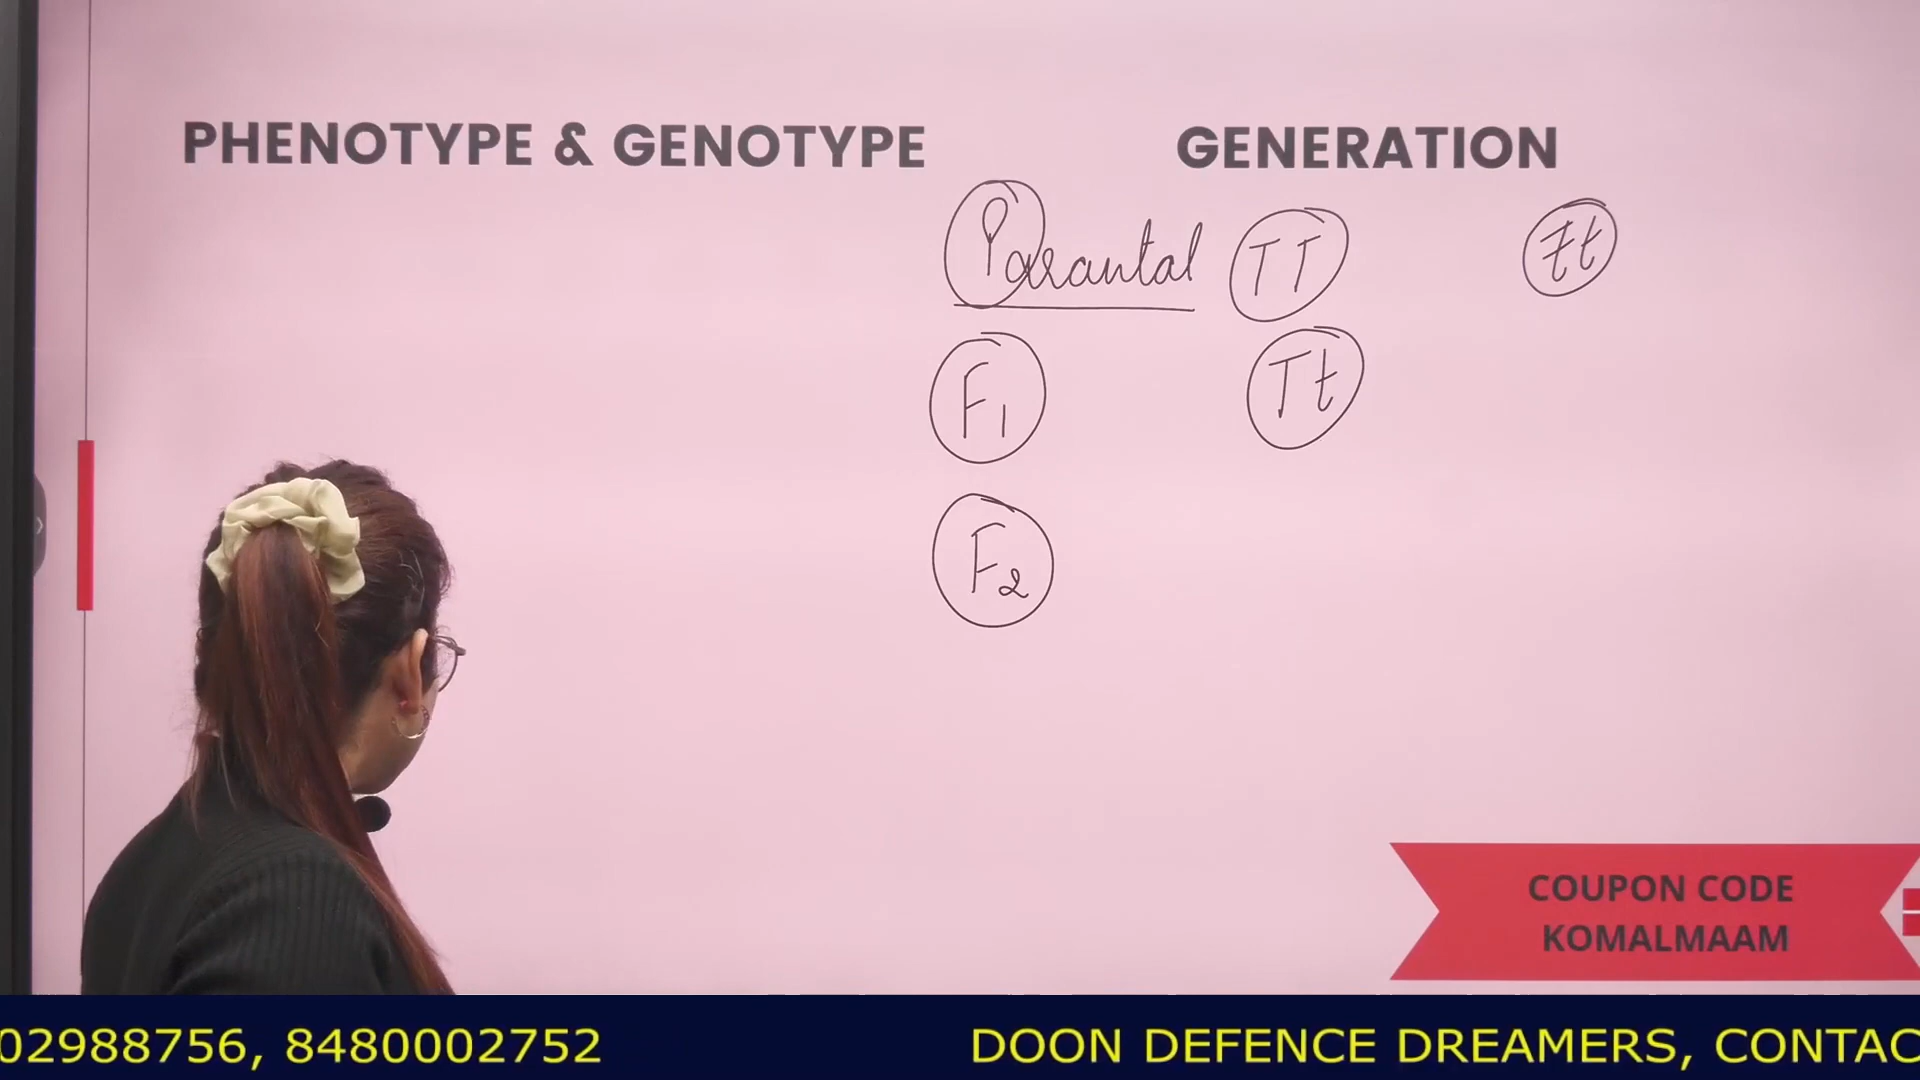 PHENOTYPE & GENOTYPE
GENERATION
Parantal TT tt
F1 Tt
F2
COUPON CODE
KOMALMAAM
02988756, 8480002752 DOON DEFENCE DREAMERS, CONTAC